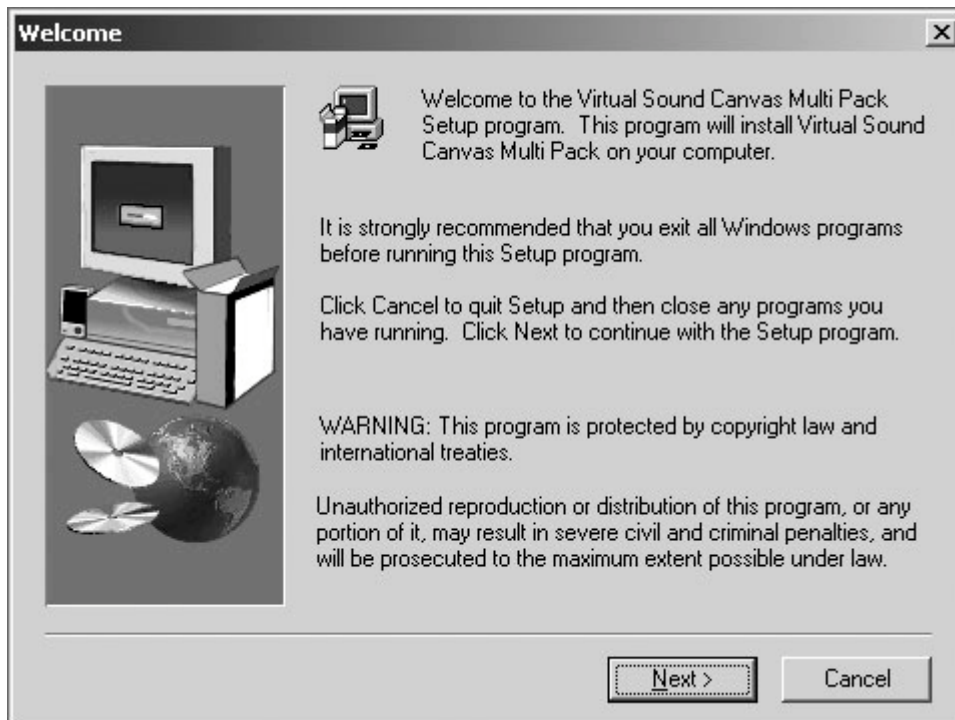 Welcome
Welcome to the Virtual Sound Canvas Multi Pack
Setup program.  This program will install Virtual Sound
Canvas Multi Pack on your computer.
It is strongly recommended that you exit all Windows programs
before running this Setup program.
Click Cancel to quit Setup and then close any programs you
have running.  Click Next to continue with the Setup program.
WARNING: This program is protected by copyright law and
international treaties.
Unauthorized reproduction or distribution of this program, or any
portion of it, may result in severe civil and criminal penalties, and
will be prosecuted to the maximum extent possible under law.
Next >
Cancel